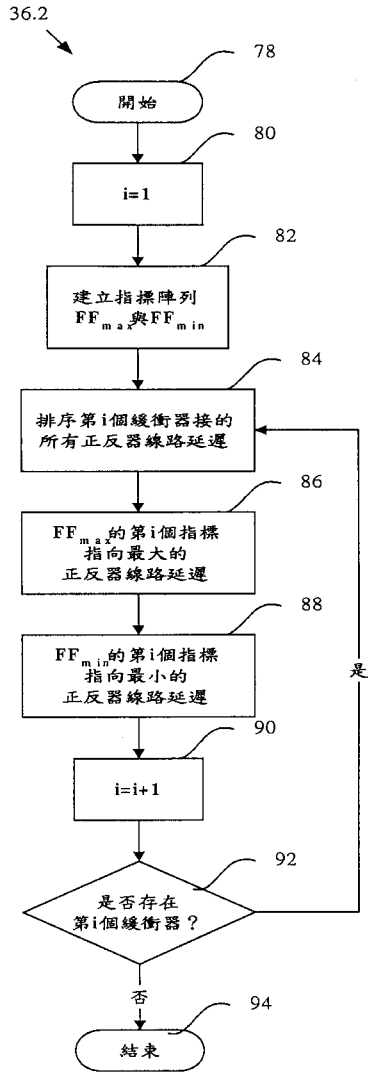 36.2
78
開始
80
i=1
82
建立指標陣列
FFmax與FFmin
84
排序第i個緩衝器接的
所有正反器線路延遲
86
FFmax的第i個指標
指向最大的
正反器線路延遲
88
FFmin的第i個指標
指向最小的
正反器線路延遲
90
i=i+1
是
92
是否存在
第i個緩衝器？
否
94
結束